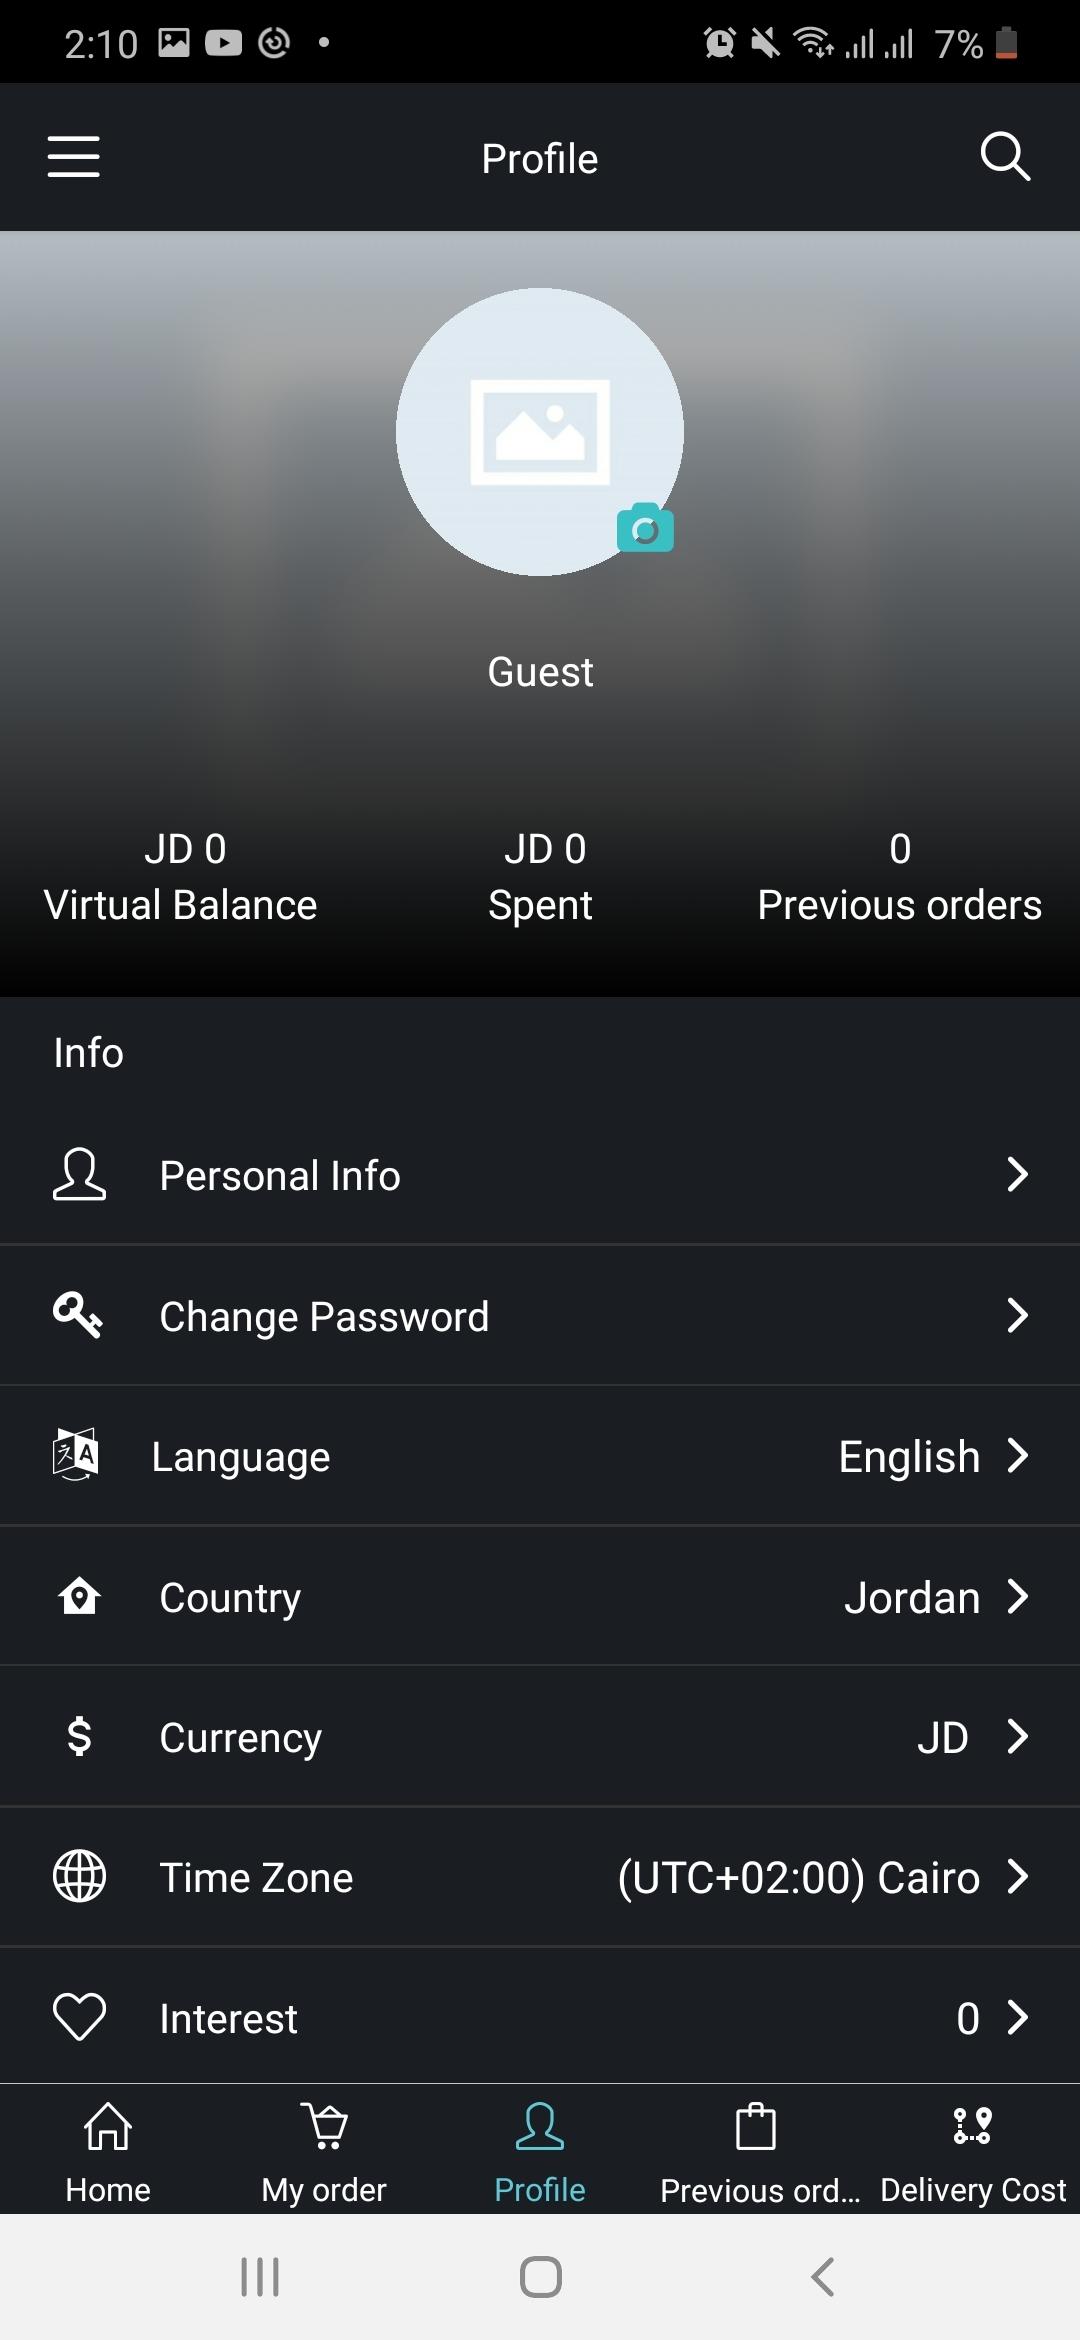 2:10
7%
Profile
Guest
JD 0
Virtual Balance
JD 0
Spent
0
Previous orders
Info
Personal Info
Change Password
Language English
Country Jordan
Currency JD
Time Zone (UTC+02:00) Cairo
Interest 0
Home
My order
Profile
Previous ord...
Delivery Cost